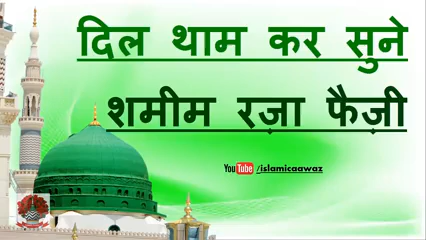 दिल थाम कर सुने
शमीम रज़ा फैज़ी
YouTube /islamicaawaz